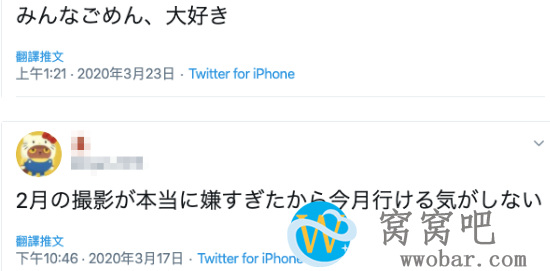 みんなごめん、大好き
翻譯推文
上午1:21 · 2020年3月23日 · Twitter for iPhone
2月の撮影が本当に嫌すぎたから今月行ける気がしない
翻譯推文
下午10:46 · 2020年3月17日 · Twitter for iPhone
W
窝窝吧
wwobar.com